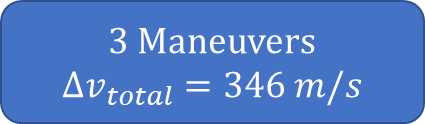 3 Maneuvers
Δv_total = 346 m/s